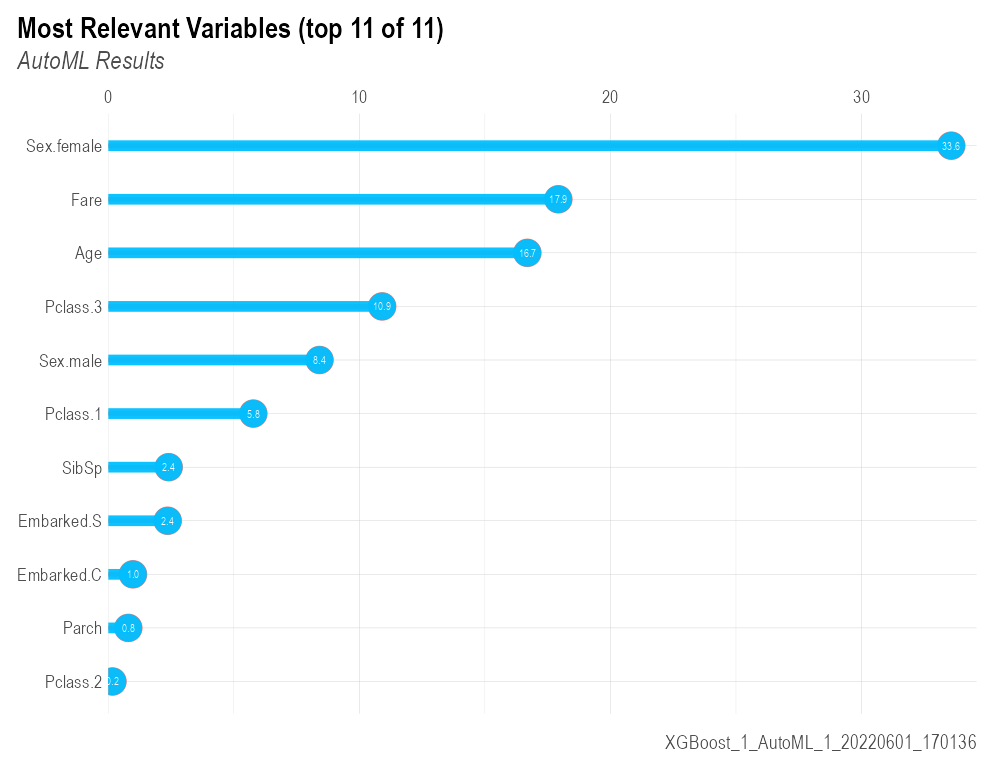 Most Relevant Variables (top 11 of 11)
AutoML Results
0 10 20 30
Sex.female 33.6
Fare 17.9
Age 16.7
Pclass.3 10.9
Sex.male 8.4
Pclass.1 5.8
SibSp 2.4
Embarked.S 2.4
Embarked.C 1.0
Parch 0.8
Pclass.2 0.2
XGBoost_1_AutoML_1_20220601_170136